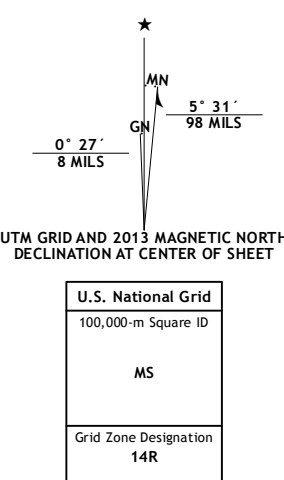 MN
5° 31´
98 MILS
GN
0° 27´
8 MILS
UTM GRID AND 2013 MAGNETIC NORTH
DECLINATION AT CENTER OF SHEET
U.S. National Grid
100,000-m Square ID
MS
Grid Zone Designation
14R